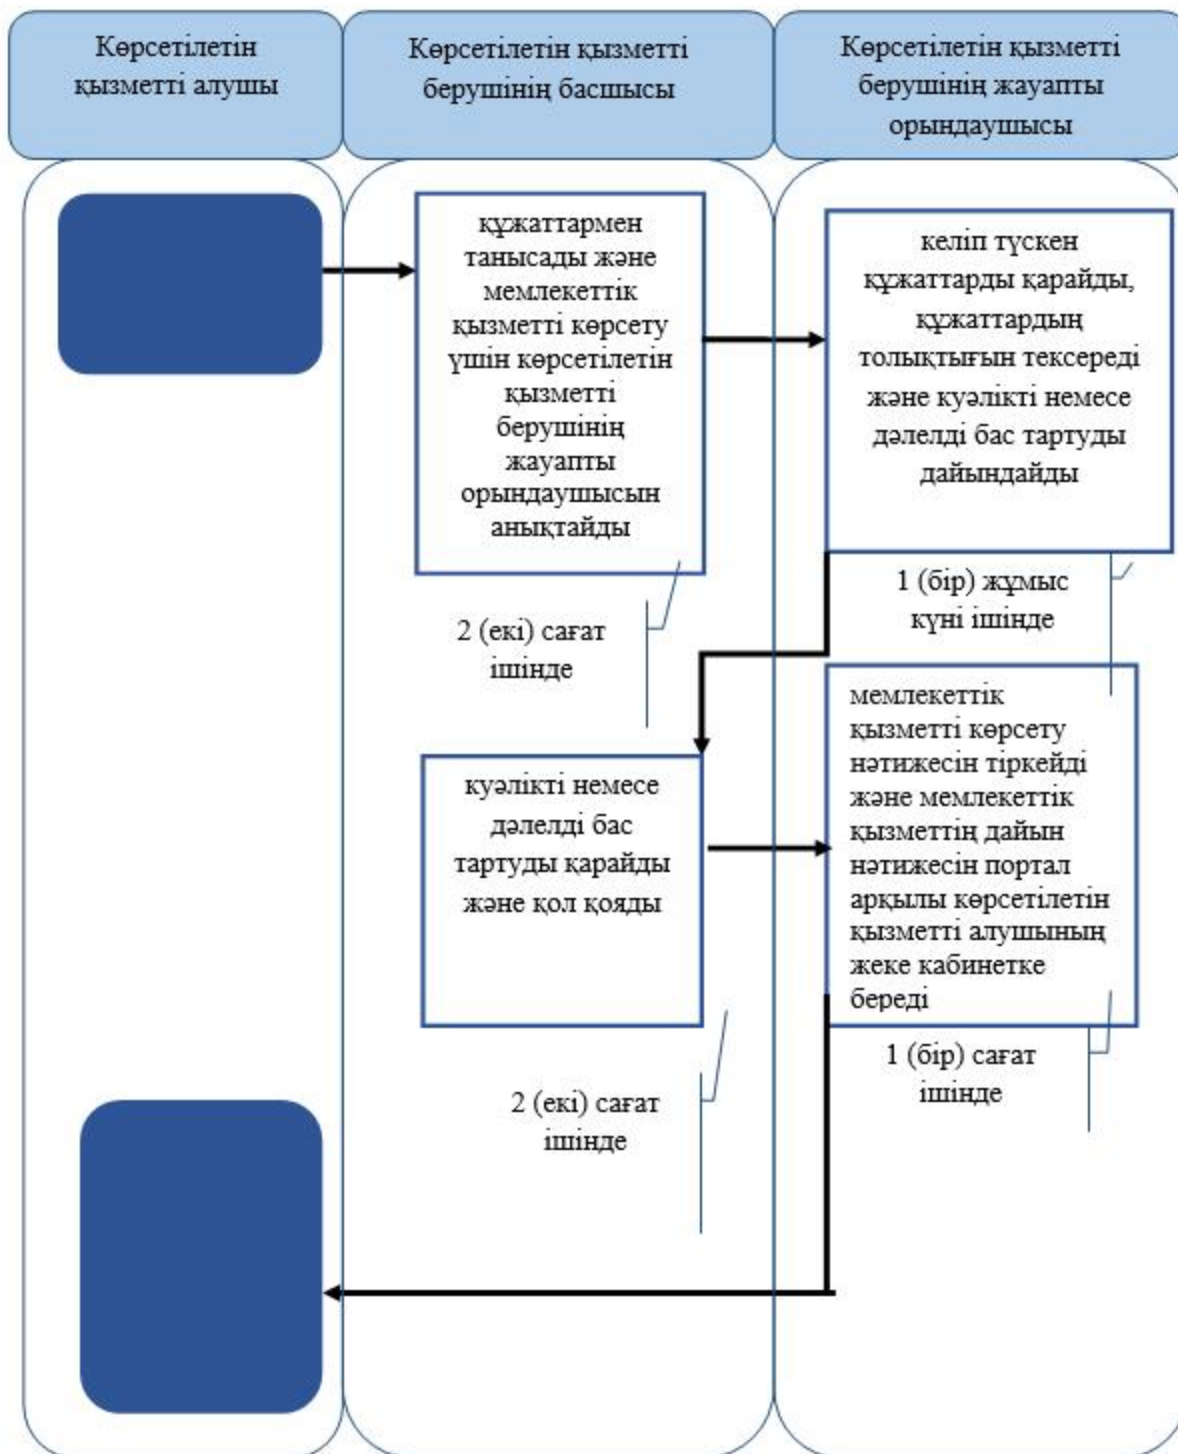 Көрсетілетін
қызметті алушы
Көрсетілетін қызметті
берушінің басшысы
Көрсетілетін қызметті
берушінің жауапты
орындаушысы
құжаттармен
танысады және
мемлекеттік
қызметті көрсету
үшін көрсетілетін
қызметті
берушінің
жауапты
орындаушысын
анықтайды
2 (екі) сағат
ішінде
келіп түскен
құжаттарды қарайды,
құжаттардың
толықтығын тексереді
және куәлікті немесе
дәлелді бас тартуды
дайындайды
1 (бір) жұмыс
күні ішінде
куәлікті немесе
дәлелді бас
тартуды қарайды
және қол қояды
2 (екі) сағат
ішінде
мемлекеттік
қызметті көрсету
нәтижесін тіркейді
және мемлекеттік
қызметтің дайын
нәтижесін портал
арқылы көрсетілетін
қызметті алушының
жеке кабинетке
береді
1 (бір) сағат
ішінде